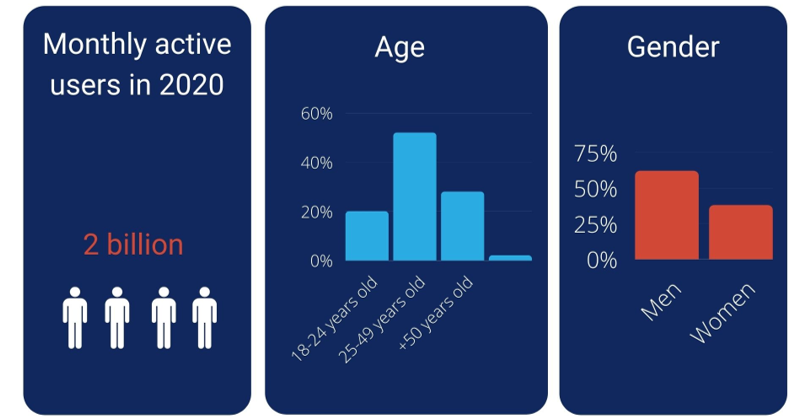 Monthly active
users in 2020
2 billion
Age
60%
40%
20%
0%
18-24 years old
25-49 years old
+50 years old
Gender
75%
50%
25%
0%
Men
Women